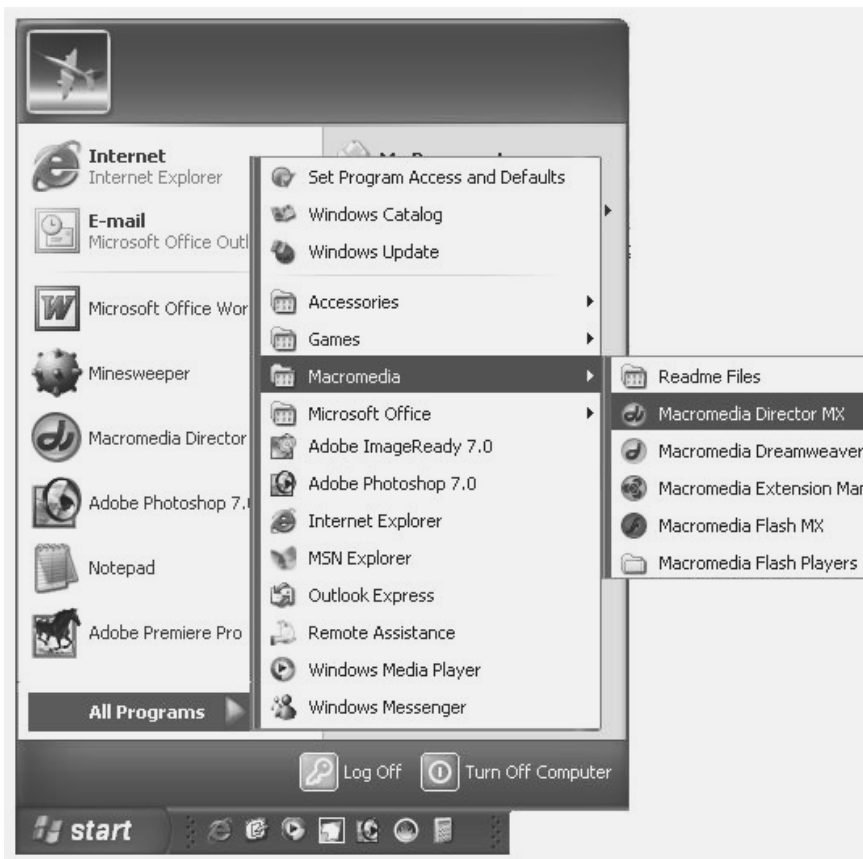 Internet
Internet Explorer
E-mail
Microsoft Office Outl
Microsoft Office Wor
Minesweeper
Macromedia Director
Adobe Photoshop 7.
Notepad
Adobe Premiere Pro
All Programs
Set Program Access and Defaults
Windows Catalog
Windows Update
Accessories
Games
Macromedia
Microsoft Office
Adobe ImageReady 7.0
Adobe Photoshop 7.0
Internet Explorer
MSN Explorer
Outlook Express
Remote Assistance
Windows Media Player
Windows Messenger
Readme Files
Macromedia Director MX
Macromedia Dreamweaver
Macromedia Extension Mar
Macromedia Flash MX
Macromedia Flash Players
Log Off
Turn Off Computer
start